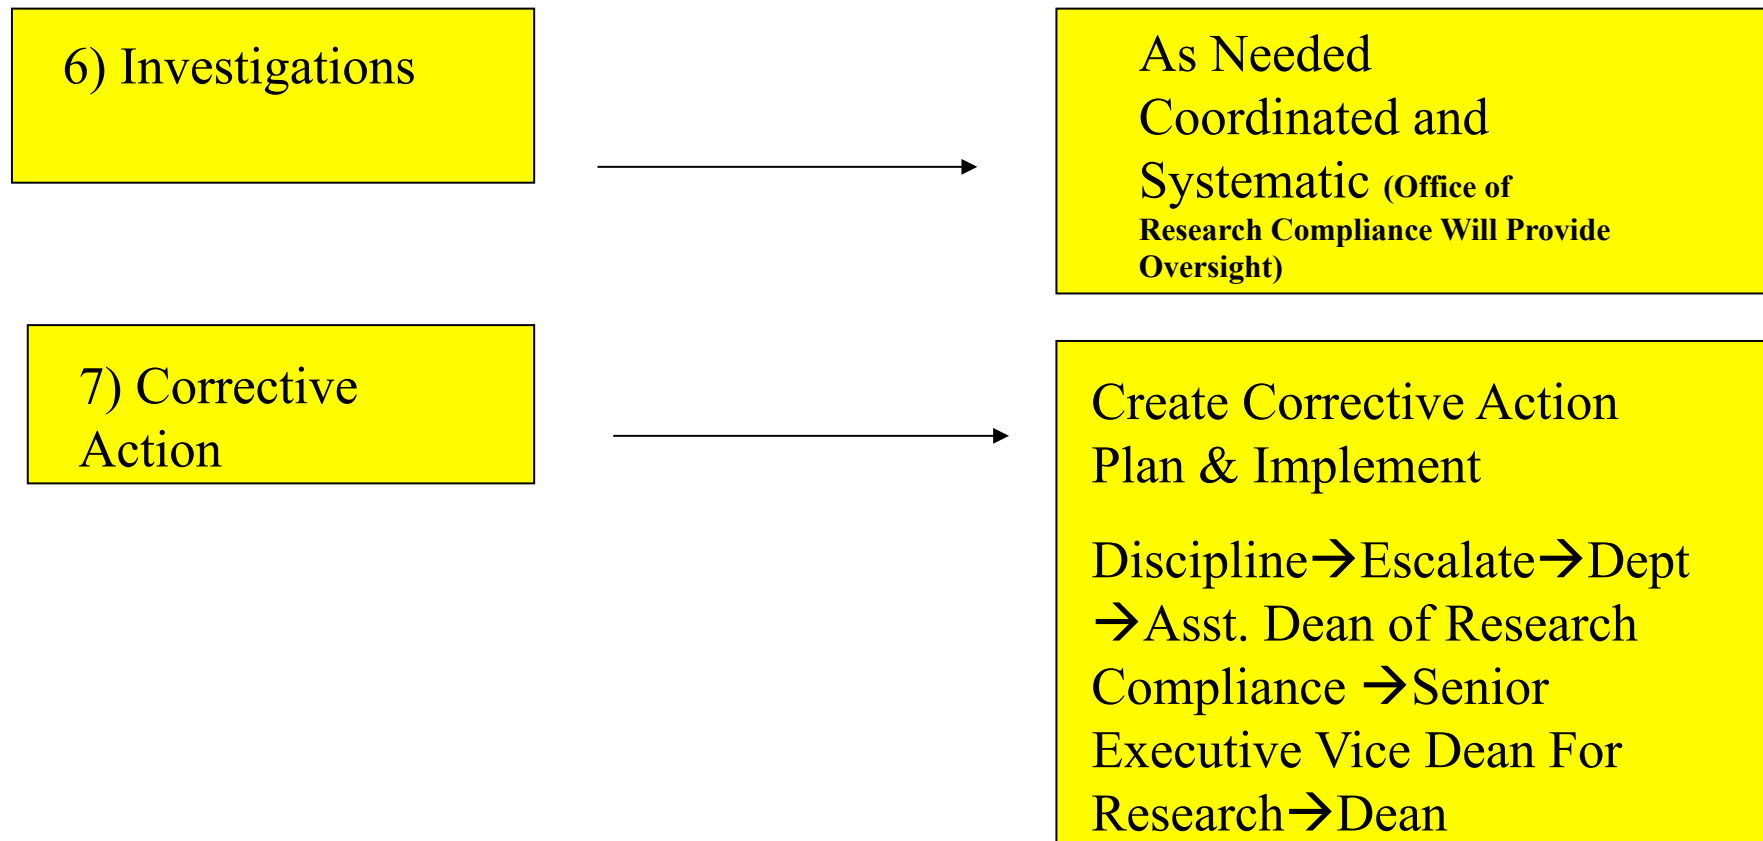 6) Investigations
As Needed
Coordinated and
Systematic (Office of
Research Compliance Will Provide
Oversight)
7) Corrective
Action
Create Corrective Action
Plan & Implement
Discipline→Escalate→Dept
→Asst. Dean of Research
Compliance →Senior
Executive Vice Dean For
Research→Dean